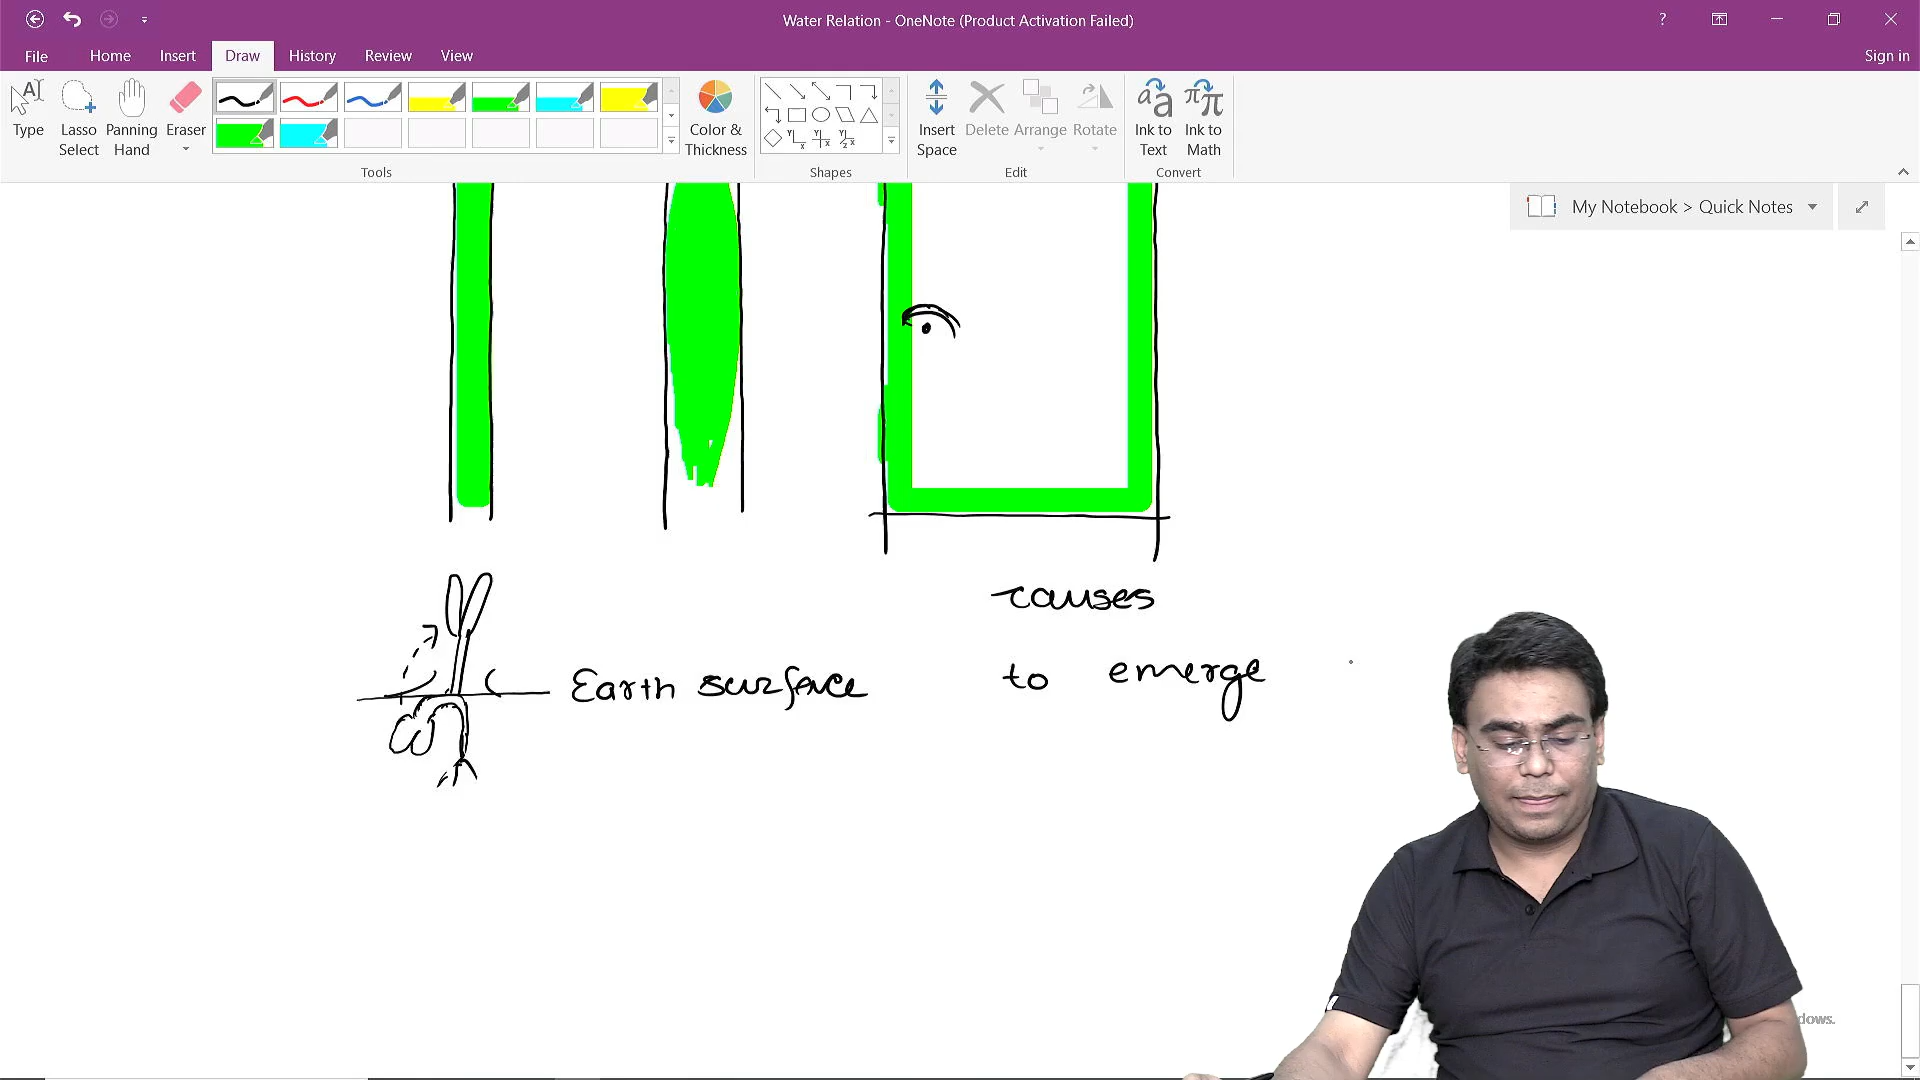 Water Relation - OneNote (Product Activation Failed)
?
File
Home
Insert
Draw
History
Review
View
Sign in
Type
Lasso Select
Panning Hand
Eraser
Color & Thickness
Insert Space
Delete
Arrange
Rotate
Ink to Text
Ink to Math
Tools
Shapes
Edit
Convert
My Notebook > Quick Notes
causes
Earth surface
to emerge
dows.